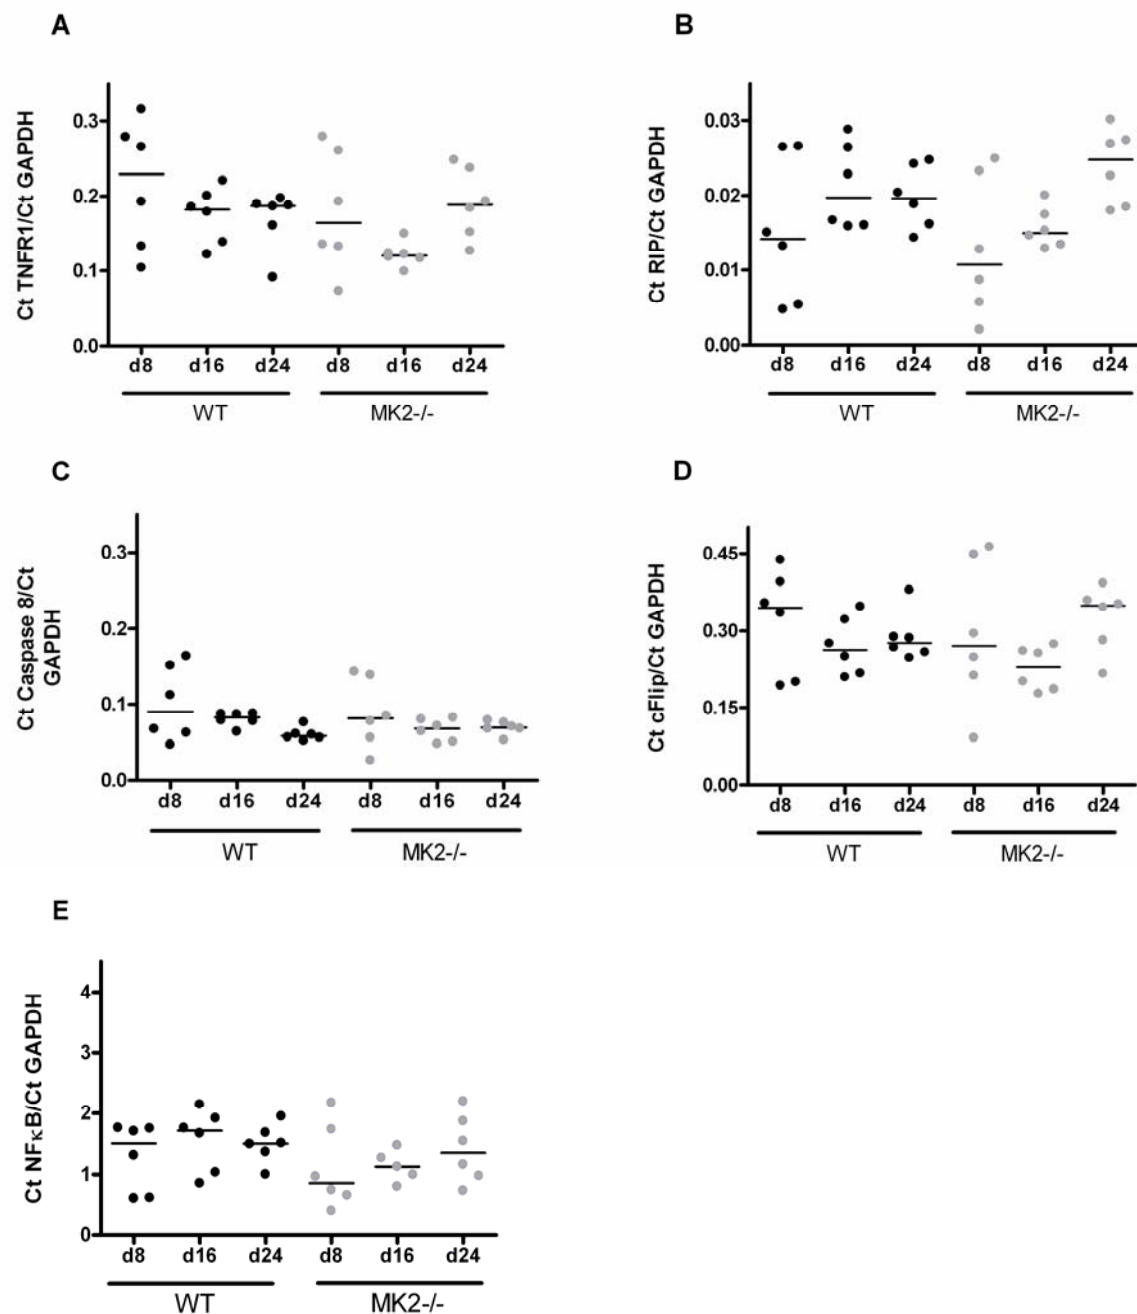 A
Ct TNFR1/Ct GAPDH
0.3
0.2
0.1
0.0
d8 d16 d24 d8 d16 d24
WT MK2-/-
B
Ct RIP/Ct GAPDH
0.03
0.02
0.01
0.00
d8 d16 d24 d8 d16 d24
WT MK2-/-
C
Ct Caspase 8/Ct
GAPDH
0.3
0.2
0.1
0.0
d8 d16 d24 d8 d16 d24
WT MK2-/-
D
Ct cFlip/Ct GAPDH
0.45
0.30
0.15
0.00
d8 d16 d24 d8 d16 d24
WT MK2-/-
E
Ct NFκB/Ct GAPDH
4
3
2
1
0
d8 d16 d24 d8 d16 d24
WT MK2-/-